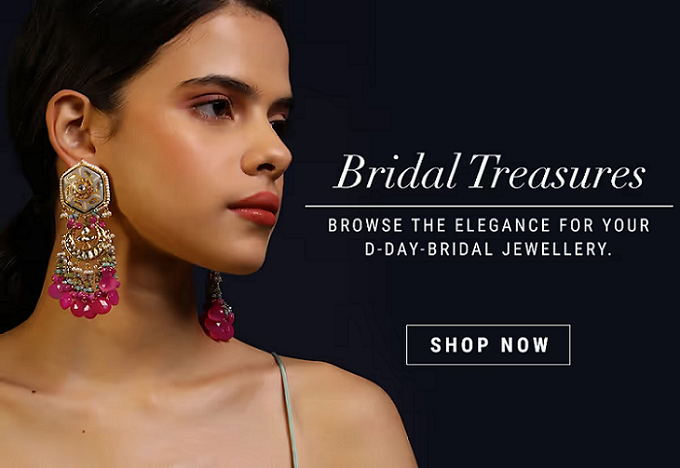 Bridal Treasures
BROWSE THE ELEGANCE FOR YOUR
D-DAY-BRIDAL JEWELLERY.
SHOP NOW